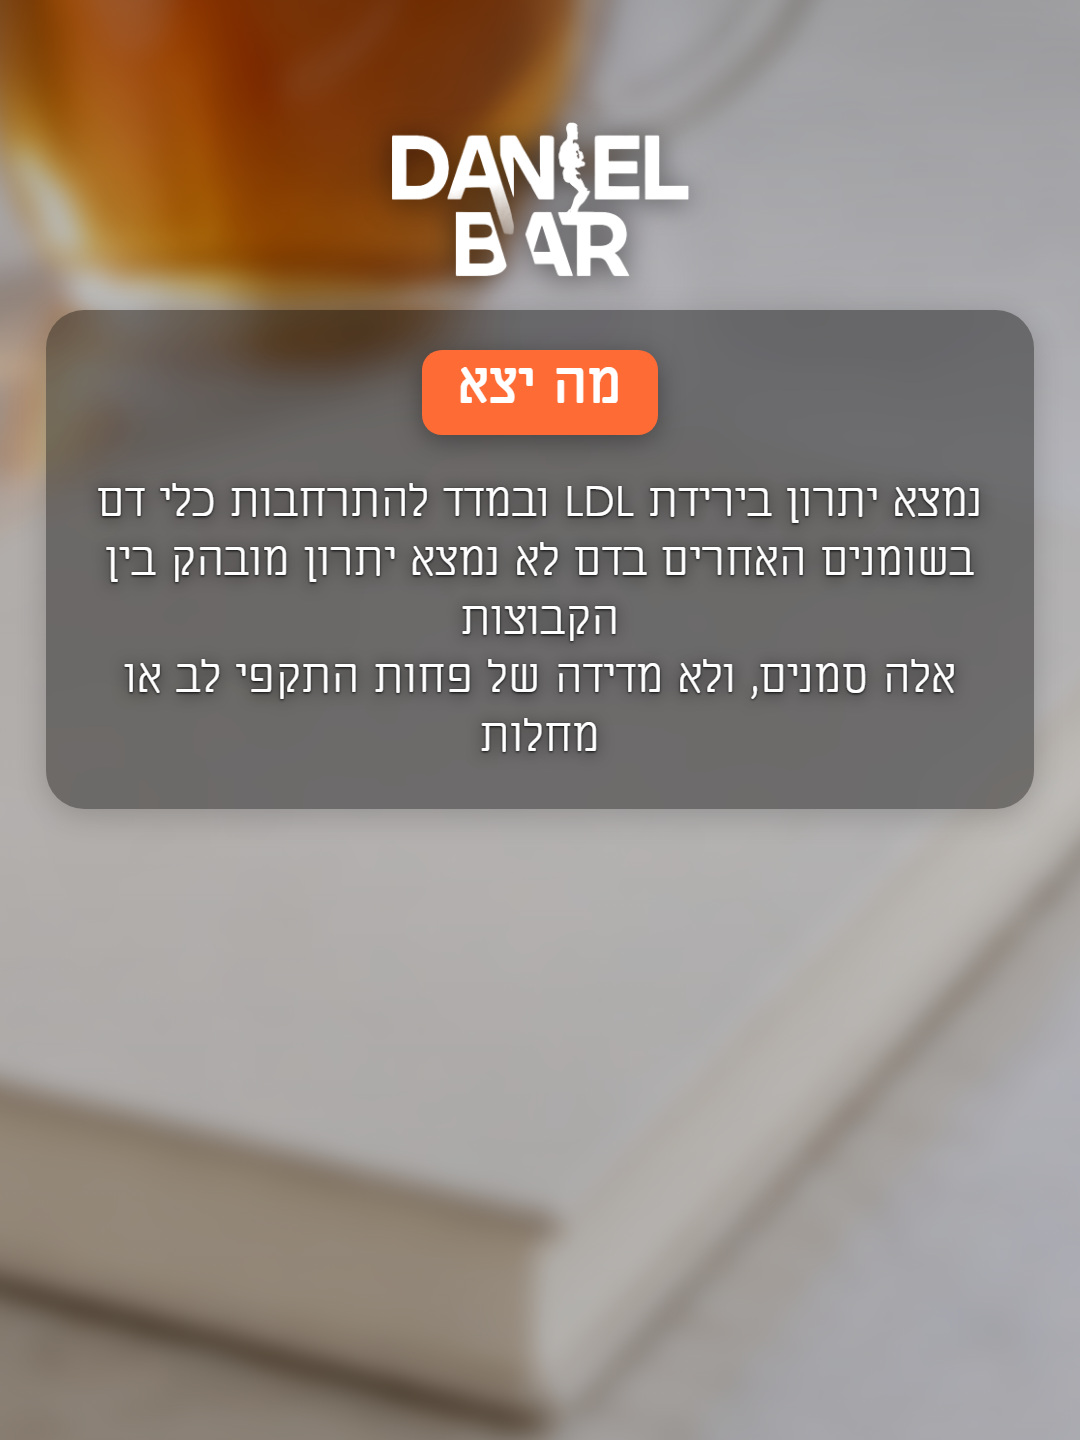 DANIEL
BAR
מה יצא
נמצא יתרון בירידת LDL ובמדד להתרחבות כלי דם
בשומנים האחרים בדם לא נמצא יתרון מובהק בין
הקבוצות
אלה סמנים, ולא מדידה של פחות התקפי לב או
מחלות